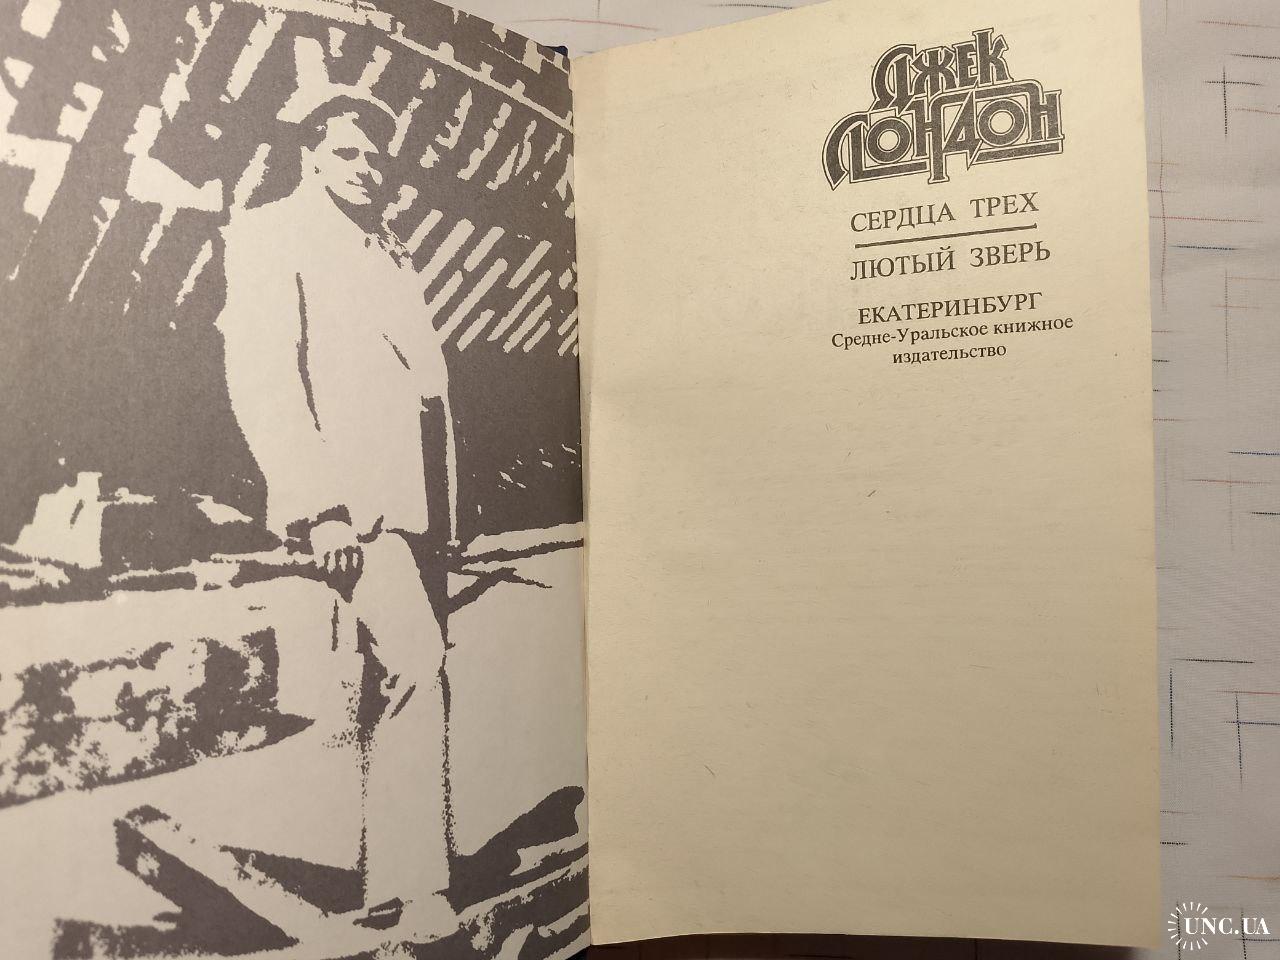 ДЖЕК
ЛОНДОН
СЕРДЦА ТРЕХ
ЛЮТЫЙ ЗВЕРЬ
ЕКАТЕРИНБУРГ
Средне-Уральское книжное
издательство
UNC.UA